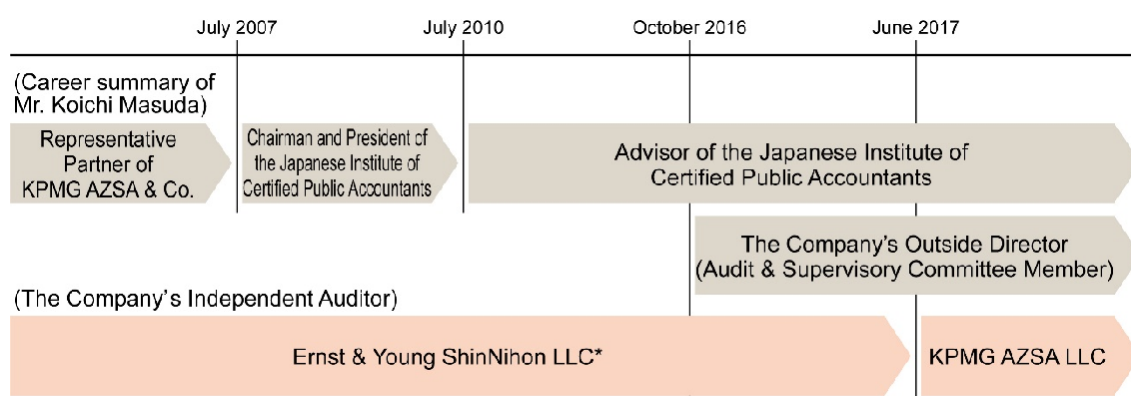 July 2007 July 2010 October 2016 June 2017
(Career summary of
Mr. Koichi Masuda)
Representative
Partner of
KPMG AZSA & Co.
Chairman and President of
the Japanese Institute of
Certified Public Accountants
Advisor of the Japanese Institute of
Certified Public Accountants
The Company's Outside Director
(Audit & Supervisory Committee Member)
(The Company's Independent Auditor)
Ernst & Young ShinNihon LLC*
KPMG AZSA LLC